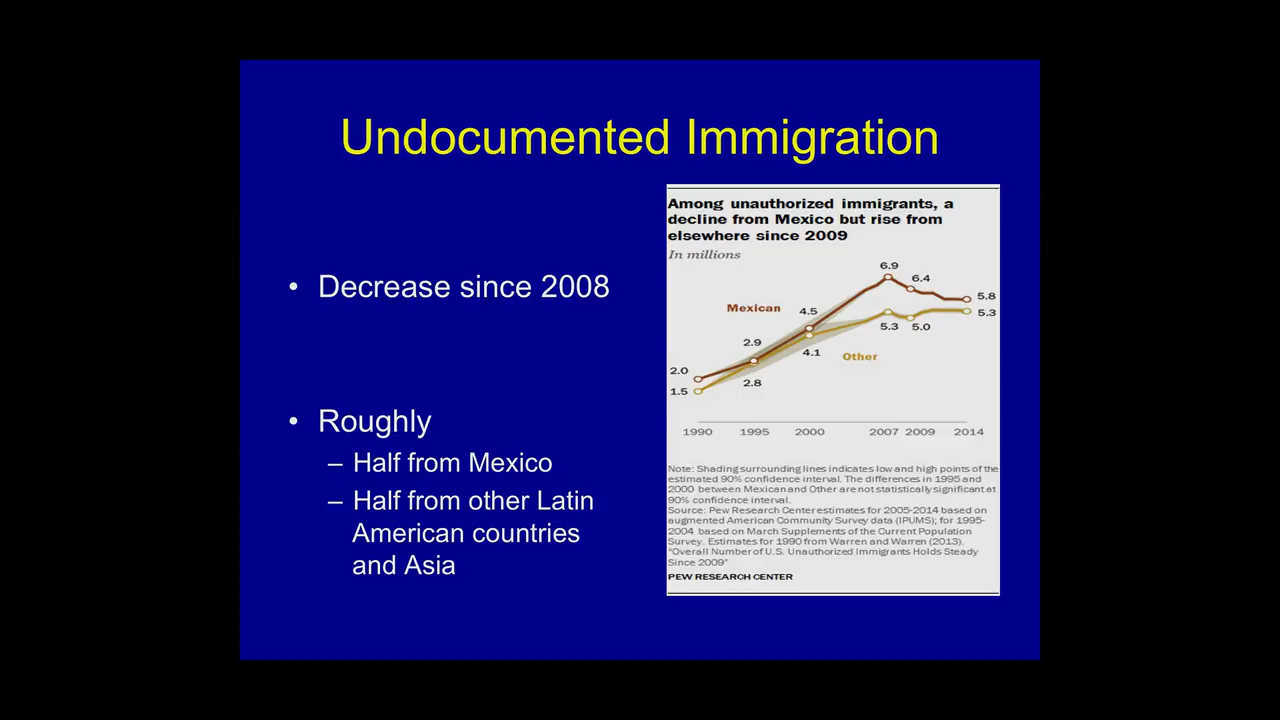 Undocumented Immigration
• Decrease since 2008
• Roughly
– Half from Mexico
– Half from other Latin
American countries
and Asia
Among unauthorized immigrants, a
decline from Mexico but rise from
elsewhere since 2009
In millions
6.9
6.4
5.8
Mexican
4.5
5.3
5.3
5.0
2.9
4.1
Other
2.0
2.8
1.5
1990 1995 2000 2007 2009 2014
Note: Shading surrounding lines indicates low and high points of the
estimated 90% confidence interval. The differences in 1995 and
2000 between Mexican and Other are not statistically significant at
90% confidence interval.
Source: Pew Research Center estimates for 2005-2014 based on
augmented American Community Survey data (IPUMS); for 1995-
2004 based on March Supplements of the Current Population
Survey. Estimates for 1990 from Warren and Warren (2013).
"Overall Number of U.S. Unauthorized Immigrants Holds Steady
Since 2009"
PEW RESEARCH CENTER